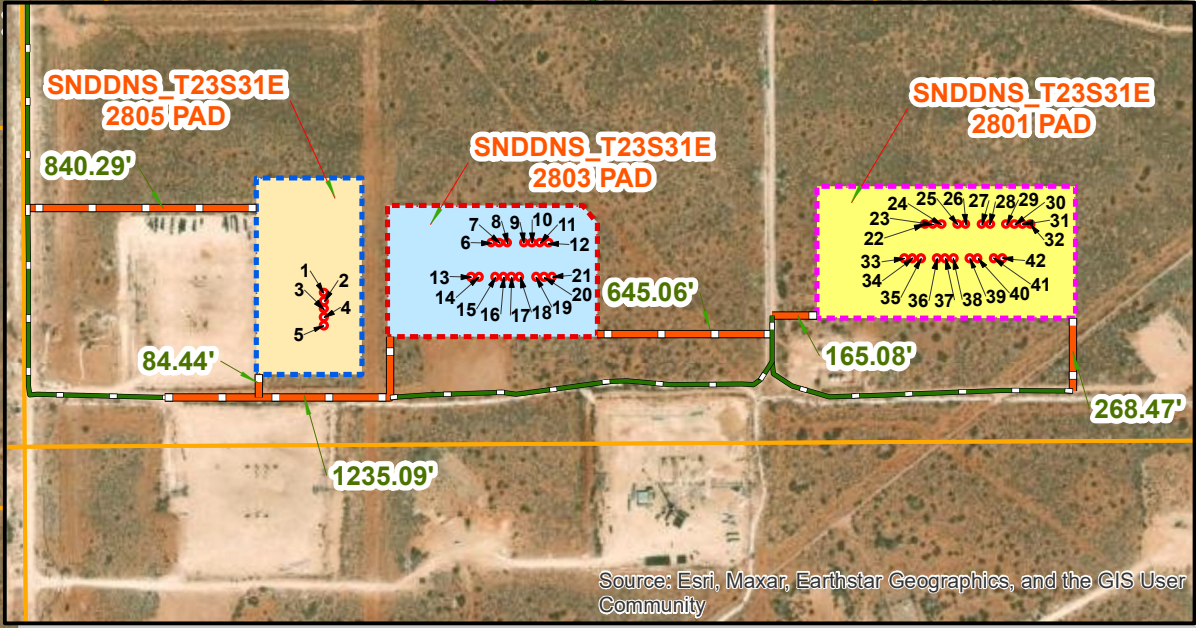 SNDDNS_T23S31E
2805 PAD
840.29'
SNDDNS_T23S31E
2803 PAD
SNDDNS_T23S31E
2801 PAD
1
2
3
4
5
84.44'
1235.09'
7 8 9 10 11
6 12
13 21
14 20
15 16 17 18 19
645.06'
24 25 26 27 28 29 30
23 31
22 32
33 42
34 41
35 36 37 38 39 40
165.08'
268.47'
Source: Esri, Maxar, Earthstar Geographics, and the GIS User
Community